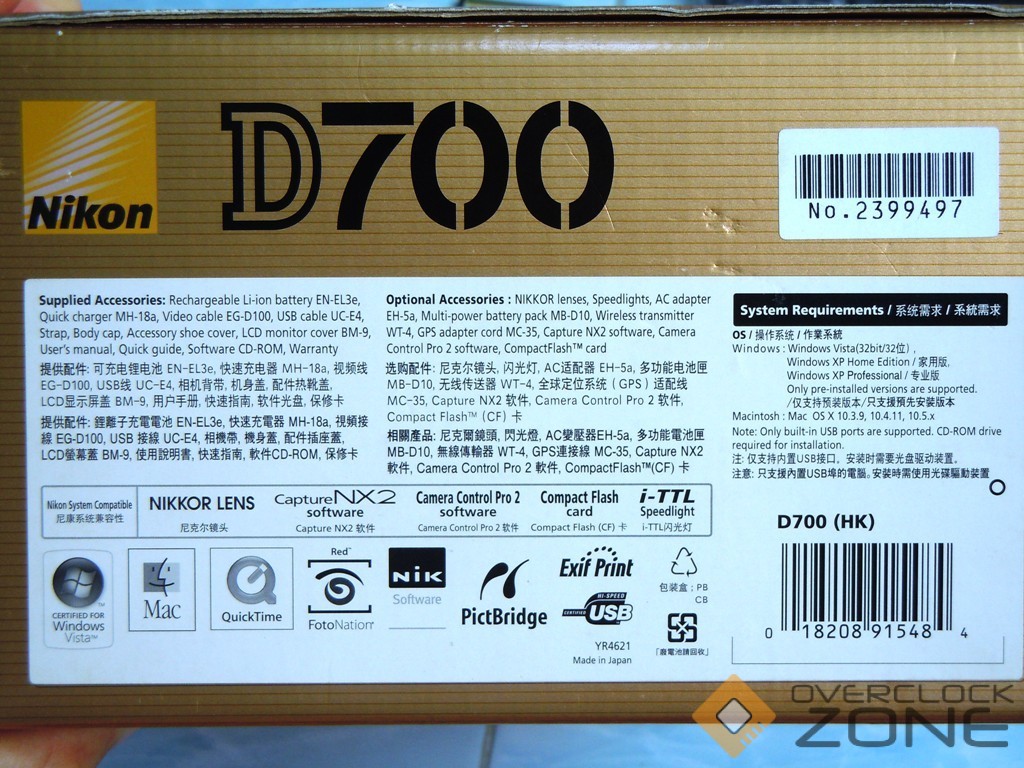 Nikon
D700
No.2399497
Supplied Accessories: Rechargeable Li-ion battery EN-EL3e,
Quick charger MH-18a, Video cable EG-D100, USB cable UC-E4,
Strap, Body cap, Accessory shoe cover, LCD monitor cover BM-9,
User's manual, Quick guide, Software CD-ROM, Warranty
提供配件: 可充电锂电池 EN-EL3e, 快速充电器 MH-18a, 视频线
EG-D100, USB线 UC-E4, 相机背带, 机身盖, 配件热靴盖,
LCD显示屏盖 BM-9, 用户手册, 快速指南, 软件光盘, 保修卡
提供配件: 鋰離子充電電池 EN-EL3e, 快速充電器 MH-18a, 視頻接
線 EG-D100, USB 接線 UC-E4, 相機帶, 機身蓋, 配件插座蓋,
LCD螢幕蓋 BM-9, 使用說明書, 快速指南, 軟件CD-ROM, 保修卡
Optional Accessories : NIKKOR lenses, Speedlights, AC adapter
EH-5a, Multi-power battery pack MB-D10, Wireless transmitter
WT-4, GPS adapter cord MC-35, Capture NX2 software, Camera
Control Pro 2 software, CompactFlash™ card
选购配件: 尼克尔镜头, 闪光灯, AC适配器 EH-5a, 多功能电池匣
MB-D10, 无线传送器 WT-4, 全球定位系统 (GPS) 适配线
MC-35, Capture NX2 软件, Camera Control Pro 2 软件,
Compact Flash™ (CF) 卡
相關產品: 尼克爾鏡頭, 閃光燈, AC變壓器EH-5a, 多功能電池匣
MB-D10, 無線傳輸器 WT-4, GPS連接線 MC-35, Capture NX2
軟件, Camera Control Pro 2 軟件, CompactFlash™(CF) 卡
System Requirements / 系统需求 / 系統需求
OS / 操作系统 / 作業系統
Windows : Windows Vista(32bit/32位) ,
Windows XP Home Edition / 家用版,
Windows XP Professional / 专业版
Only pre-installed versions are supported.
/仅支持预装版本/只支援預先安裝版本
Macintosh : Mac OS X 10.3.9, 10.4.11, 10.5.x
Note: Only built-in USB ports are supported. CD-ROM drive
required for installation.
注: 仅支持内置USB接口。安装时需要光盘驱动装置。
注意: 只支援內置USB埠的電腦。安裝時需使用光碟驅動裝置
Nikon System Compatible
尼康系统兼容性
NIKKOR LENS
尼克尔镜头
Capture NX2
software
Capture NX2 软件
Camera Control Pro 2
software
Camera Control Pro 2 软件
Compact Flash
card
Compact Flash (CF) 卡
i-TTL
Speedlight
i-TTL闪光灯
CERTIFIED FOR
Windows
Vista™
Mac
QuickTime
Red™
FotoNation™
NiK
Software
PictBridge
Exif Print
HI-SPEED
CERTIFIED USB
YR4621
Made in Japan
包装盒 ; PB
CB
「廢電池請回收」
D700 (HK)
0 18208 91548 4
OVERCLOCK
ZONE